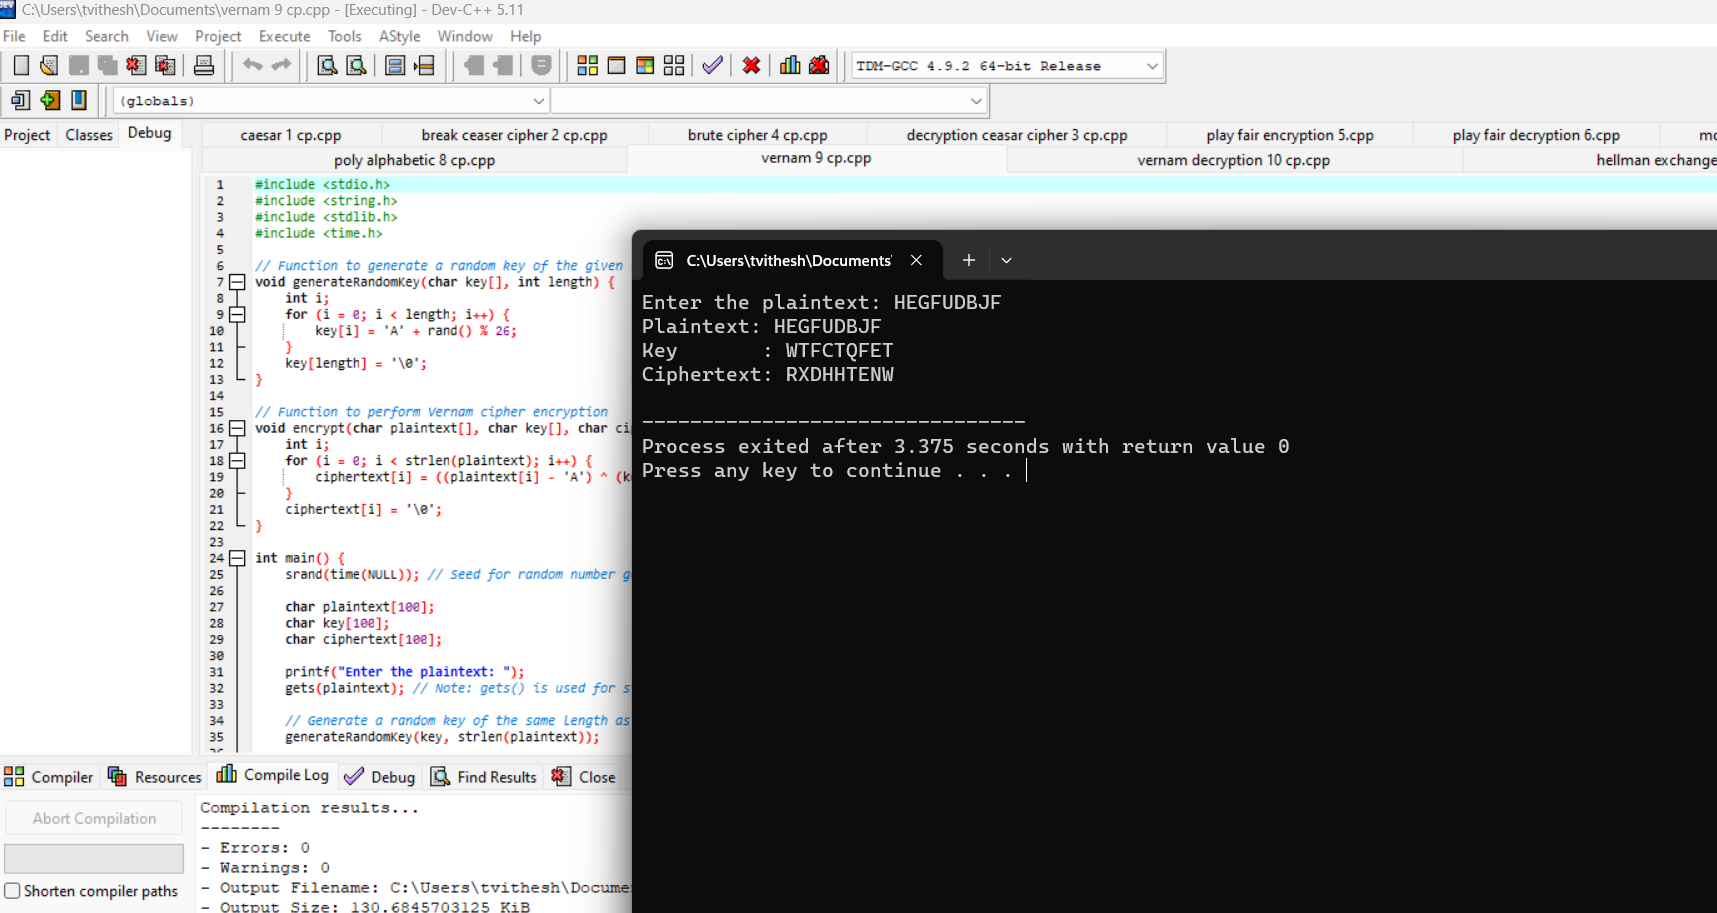 C:\Users\tvithesh\Documents\vernam 9 cp.cpp - [Executing] - Dev-C++ 5.11
File Edit Search View Project Execute Tools AStyle Window Help
TDM-GCC 4.9.2 64-bit Release
(globals)
Project Classes Debug
caesar 1 cp.cpp break ceaser cipher 2 cp.cpp brute cipher 4 cp.cpp decryption ceasar cipher 3 cp.cpp play fair encryption 5.cpp play fair decryption 6.cpp mo
poly alphabetic 8 cp.cpp vernam 9 cp.cpp vernam decryption 10 cp.cpp hellman exchange
1 #include <stdio.h>
2 #include <string.h>
3 #include <stdlib.h>
4 #include <time.h>
5
6 // Function to generate a random key of the given
7 void generateRandomKey(char key[], int length) {
8 int i;
9 for (i = 0; i < length; i++) {
10 key[i] = 'A' + rand() % 26;
11 }
12 key[length] = '\0';
13 }
14
15 // Function to perform Vernam cipher encryption
16 void encrypt(char plaintext[], char key[], char ci
17 int i;
18 for (i = 0; i < strlen(plaintext); i++) {
19 ciphertext[i] = ((plaintext[i] - 'A') ^ (k
20 }
21 ciphertext[i] = '\0';
22 }
23
24 int main() {
25 srand(time(NULL)); // Seed for random number g
26
27 char plaintext[100];
28 char key[100];
29 char ciphertext[100];
30
31 printf("Enter the plaintext: ");
32 gets(plaintext); // Note: gets() is used for s
33
34 // Generate a random key of the same length as
35 generateRandomKey(key, strlen(plaintext));
C:\Users\tvithesh\Documents\
Enter the plaintext: HEGFUDBJF
Plaintext: HEGFUDBJF
Key : WTFCTQFET
Ciphertext: RXDHHTENW
--------------------------------
Process exited after 3.375 seconds with return value 0
Press any key to continue . . .
Compiler Resources Compile Log Debug Find Results Close
Abort Compilation
Shorten compiler paths
Compilation results...
--------
- Errors: 0
- Warnings: 0
- Output Filename: C:\Users\tvithesh\Docume
- Output Size: 130.6845703125 KiB